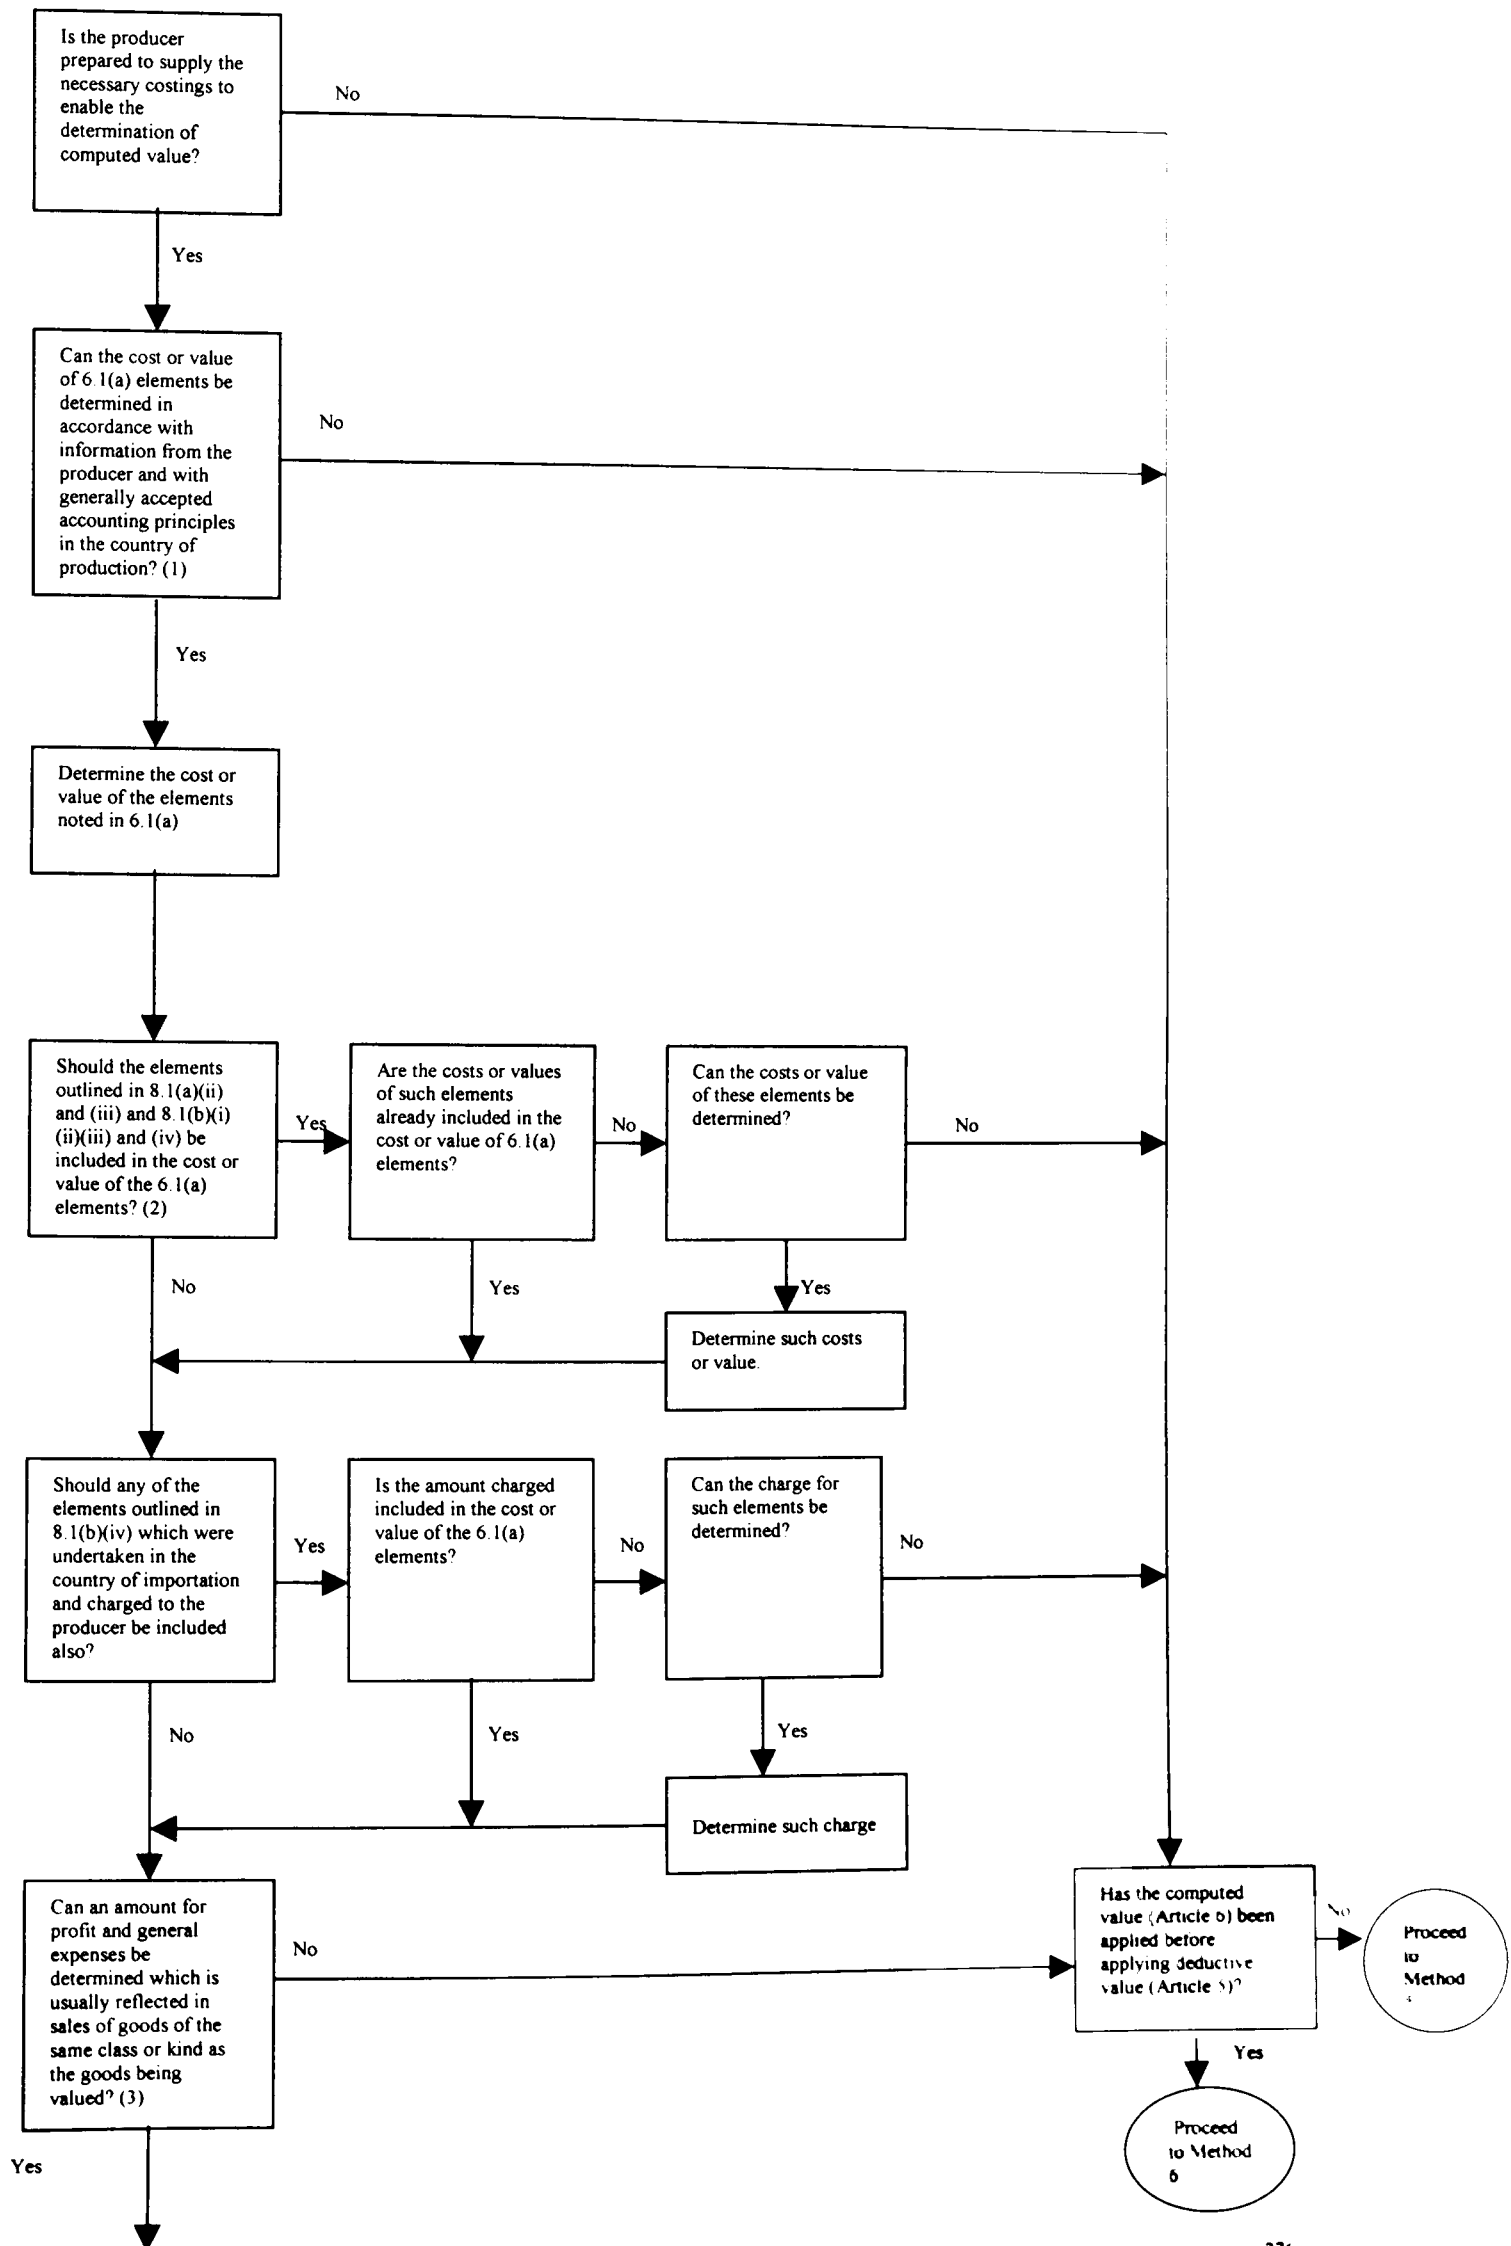 Is the producer
prepared to supply the
necessary costings to
enable the
determination of
computed value?
No
Yes
Can the cost or value
of 6.1(a) elements be
determined in
accordance with
information from the
producer and with
generally accepted
accounting principles
in the country of
production? (1)
No
Yes
Determine the cost or
value of the elements
noted in 6.1(a)
Should the elements
outlined in 8.1(a)(ii)
and (iii) and 8.1(b)(i)
(ii)(iii) and (iv) be
included in the cost or
value of the 6.1(a)
elements? (2)
Yes
Are the costs or values
of such elements
already included in the
cost or value of 6.1(a)
elements?
No
Can the costs or value
of these elements be
determined?
No
No
Yes
Yes
Determine such costs
or value.
Should any of the
elements outlined in
8.1(b)(iv) which were
undertaken in the
country of importation
and charged to the
producer be included
also?
Yes
Is the amount charged
included in the cost or
value of the 6.1(a)
elements?
No
Can the charge for
such elements be
determined?
No
No
Yes
Yes
Determine such charge
Can an amount for
profit and general
expenses be
determined which is
usually reflected in
sales of goods of the
same class or kind as
the goods being
valued? (3)
No
Has the computed
value (Article 6) been
applied before
applying deductive
value (Article 5)?
No
Proceed
to
Method
Yes
Proceed
to Method
6
Yes